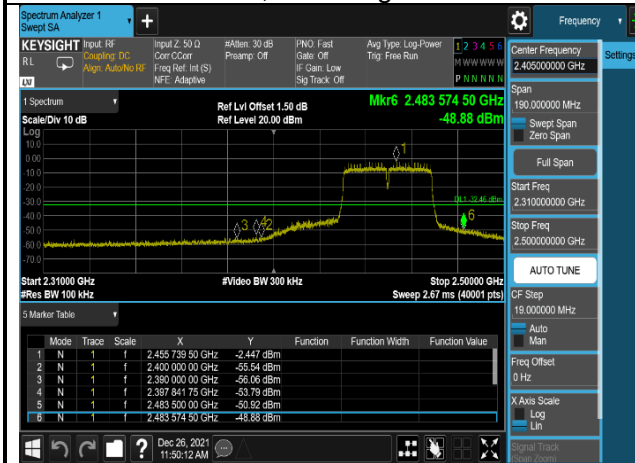 Spectrum Analyzer 1
Swept SA
+
Frequency
KEYSIGHT
RL
LXI
Input: RF
Coupling: DC
Align: Auto/No RF
Input Z: 50 Ω
Corr CCorr
Freq Ref: Int (S)
NFE: Adaptive
#Atten: 30 dB
Preamp: Off
PNO: Fast
Gate: Off
IF Gain: Low
Sig Track: Off
Avg Type: Log-Power
Trig: Free Run
1 2 3 4 5 6
M W W W W W
P N N N N N
1 Spectrum
Scale/Div 10 dB
Ref Lvl Offset 1.50 dB
Ref Level 20.00 dBm
Mkr6 2.483 574 50 GHz
-48.88 dBm
Log
10.0
0.00
-10.0
-20.0
-30.0
-40.0
-50.0
-60.0
-70.0
1
3
4
2
6
DL1 -32.46 dBm
Start 2.31000 GHz
#Res BW 100 kHz
#Video BW 300 kHz
Stop 2.50000 GHz
Sweep 2.67 ms (40001 pts)
5 Marker Table
Mode Trace Scale X Y Function Function Width Function Value
1 N 1 f 2.455 739 50 GHz -2.447 dBm
2 N 1 f 2.400 000 00 GHz -55.54 dBm
3 N 1 f 2.390 000 00 GHz -56.06 dBm
4 N 1 f 2.397 841 75 GHz -53.79 dBm
5 N 1 f 2.483 500 00 GHz -50.92 dBm
6 N 1 f 2.483 574 50 GHz -48.88 dBm
?
Dec 26, 2021
11:50:12 AM
Settings
Center Frequency
2.405000000 GHz
Span
190.000000 MHz
Swept Span
Zero Span
Full Span
Start Freq
2.310000000 GHz
Stop Freq
2.500000000 GHz
AUTO TUNE
CF Step
19.000000 MHz
Auto
Man
Freq Offset
0 Hz
X Axis Scale
Log
Lin
Signal Track
(Span Zoom)